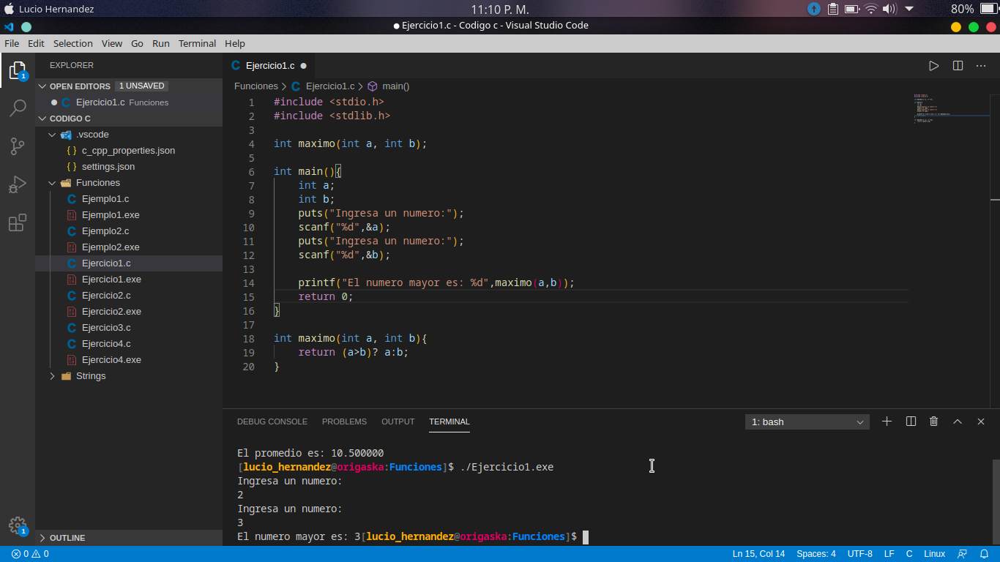 Lucio Hernandez 11:10 P. M. 80%
● Ejercicio1.c - Codigo c - Visual Studio Code
File Edit Selection View Go Run Terminal Help
EXPLORER
OPEN EDITORS 1 UNSAVED
● Ejercicio1.c Funciones
CODIGO C
.vscode
{ } c_cpp_properties.json
{ } settings.json
Funciones
C Ejemplo1.c
Ejemplo1.exe
C Ejemplo2.c
Ejemplo2.exe
C Ejercicio1.c
Ejercicio1.exe
C Ejercicio2.c
Ejercicio2.exe
C Ejercicio3.c
C Ejercicio4.c
Ejercicio4.exe
Strings
OUTLINE
1
1
C Ejercicio1.c ●
Funciones > C Ejercicio1.c > main()
1 #include <stdio.h>
2 #include <stdlib.h>
3
4 int maximo(int a, int b);
5
6 int main(){
7     int a;
8     int b;
9     puts("Ingresa un numero:");
10     scanf("%d",&a);
11     puts("Ingresa un numero:");
12     scanf("%d",&b);
13
14     printf("El numero mayor es: %d",maximo(a,b));
15     return 0;
16 }
17
18 int maximo(int a, int b){
19     return (a>b)? a:b;
20 }
DEBUG CONSOLE PROBLEMS OUTPUT TERMINAL 1: bash
El promedio es: 10.500000
[lucio_hernandez@origaska:Funciones]$ ./Ejercicio1.exe
Ingresa un numero:
2
Ingresa un numero:
3
El numero mayor es: 3[lucio_hernandez@origaska:Funciones]$
0 0 Ln 15, Col 14 Spaces: 4 UTF-8 LF C Linux